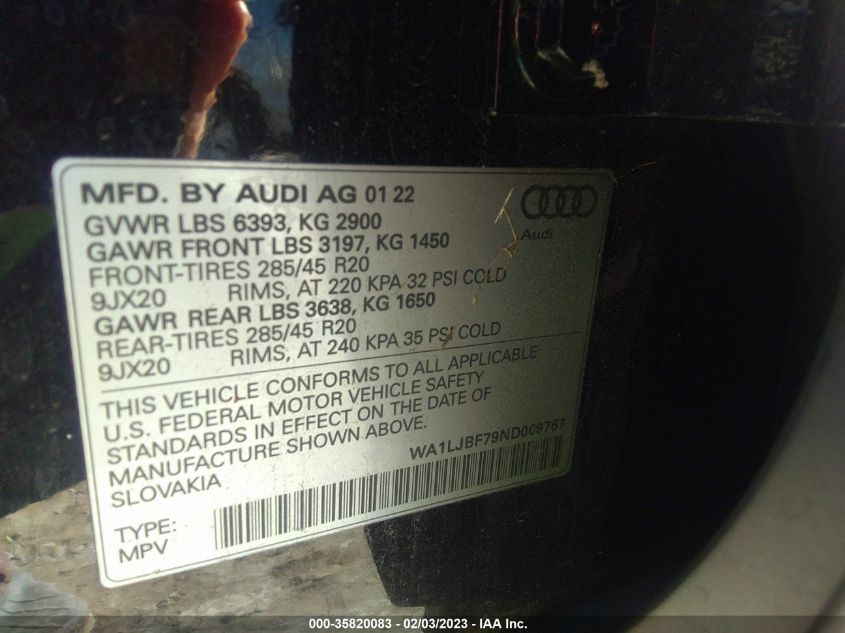 MFD. BY AUDI AG 01 22
GVWR LBS 6393, KG 2900
GAWR FRONT LBS 3197, KG 1450
FRONT-TIRES 285/45 R20
9JX20 RIMS, AT 220 KPA 32 PSI COLD
GAWR REAR LBS 3638, KG 1650
REAR-TIRES 285/45 R20
9JX20 RIMS, AT 240 KPA 35 PSI COLD
Audi
THIS VEHICLE CONFORMS TO ALL APPLICABLE
U.S. FEDERAL MOTOR VEHICLE SAFETY
STANDARDS IN EFFECT ON THE DATE OF
MANUFACTURE SHOWN ABOVE.
SLOVAKIA
WA1LJBF79ND009767
TYPE:
MPV
000-35820083 - 02/03/2023 - IAA Inc.